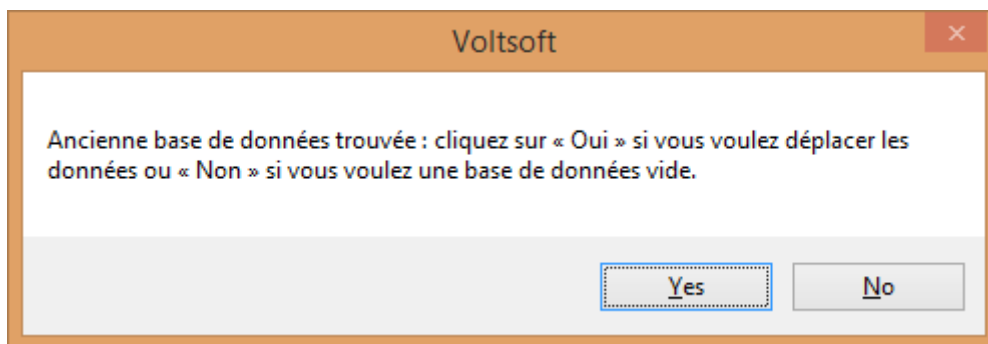 Voltsoft
Ancienne base de données trouvée : cliquez sur « Oui » si vous voulez déplacer les
données ou « Non » si vous voulez une base de données vide.
Yes
No